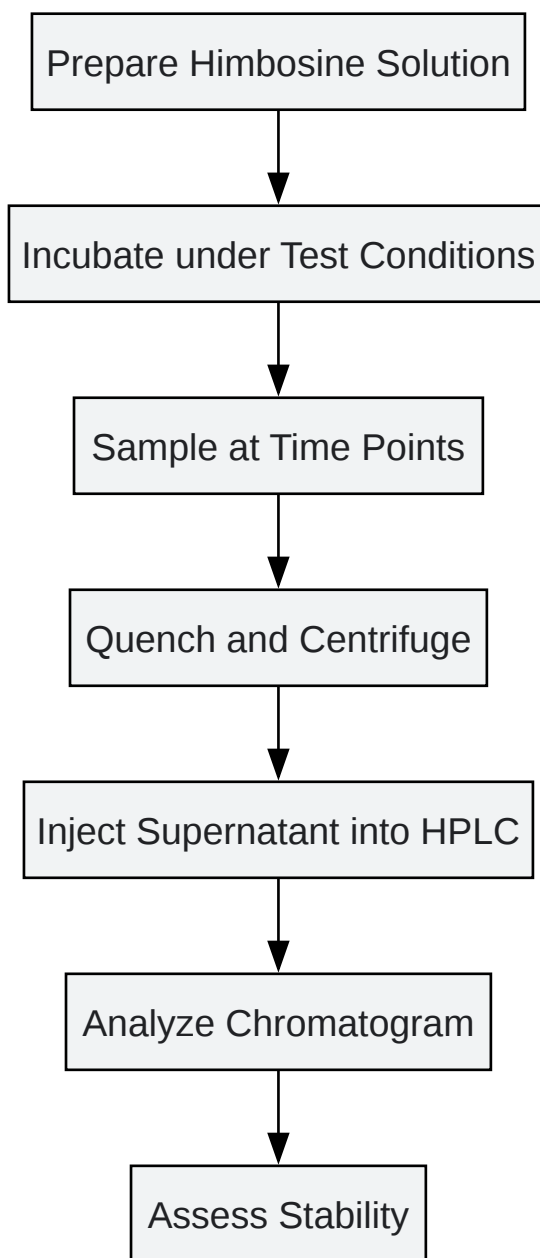 Prepare Himbosine Solution
Incubate under Test Conditions
Sample at Time Points
Quench and Centrifuge
Inject Supernatant into HPLC
Analyze Chromatogram
Assess Stability